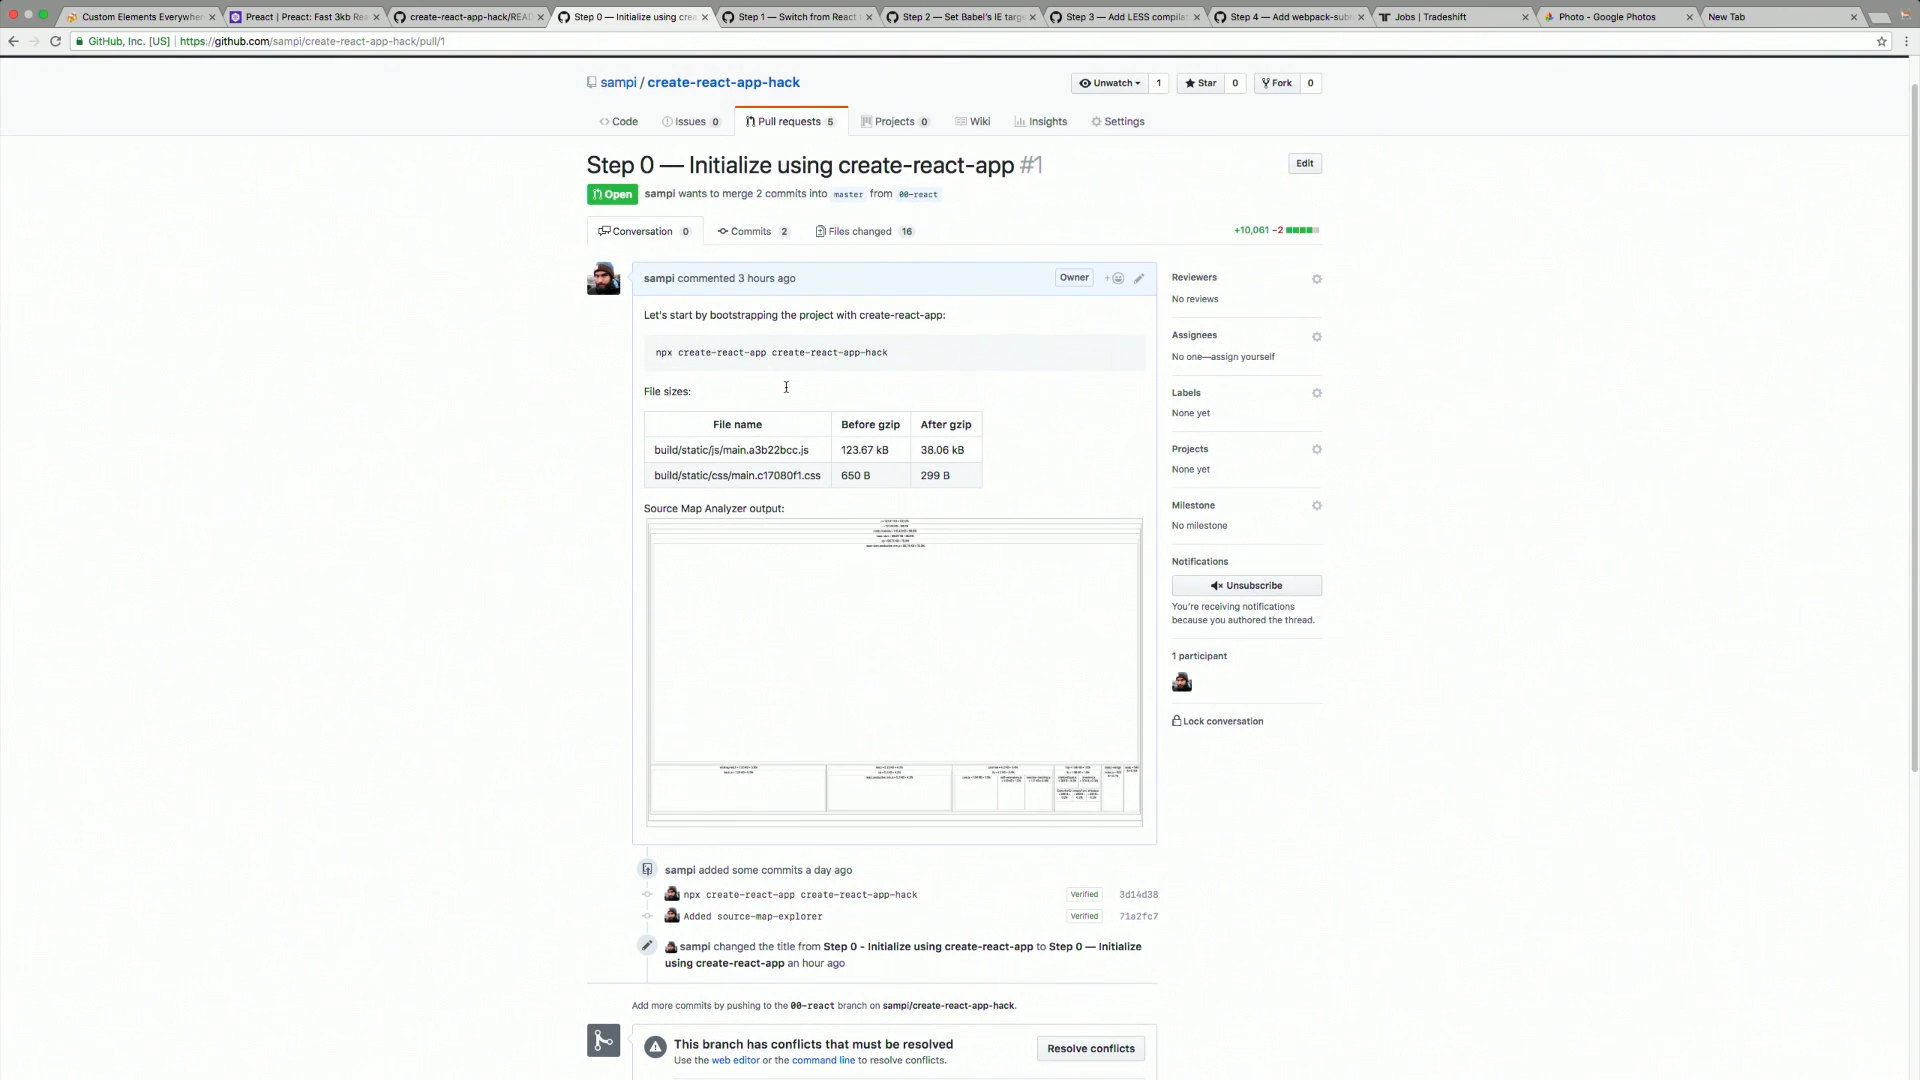 Custom Elements Everywher
Preact | Preact: Fast 3kb Rea
create-react-app-hack/READ
Step 0 — Initialize using crea
Step 1 — Switch from React t
Step 2 — Set Babel's IE targe
Step 3 — Add LESS compilat
Step 4 — Add webpack-subr
Jobs | Tradeshift
Photo - Google Photos
New Tab
GitHub, Inc. [US] | https://github.com/sampi/create-react-app-hack/pull/1
sampi / create-react-app-hack
Unwatch 1
Star 0
Fork 0
Code
Issues 0
Pull requests 5
Projects 0
Wiki
Insights
Settings
Step 0 — Initialize using create-react-app #1
Edit
Open
sampi wants to merge 2 commits into master from 00-react
Conversation 0
Commits 2
Files changed 16
+10,061 −2
sampi commented 3 hours ago
Owner
Let's start by bootstrapping the project with create-react-app:
npx create-react-app create-react-app-hack
File sizes:
File name Before gzip After gzip
build/static/js/main.a3b22bcc.js 123.67 kB 38.06 kB
build/static/css/main.c17080f1.css 650 B 299 B
Source Map Analyzer output:
Reviewers
No reviews
Assignees
No one—assign yourself
Labels
None yet
Projects
None yet
Milestone
No milestone
Notifications
Unsubscribe
You're receiving notifications
because you authored the thread.
1 participant
Lock conversation
sampi added some commits a day ago
npx create-react-app create-react-app-hack Verified 3d14d38
Added source-map-explorer Verified 71a2fc7
sampi changed the title from Step 0 - Initialize using create-react-app to Step 0 — Initialize
using create-react-app an hour ago
Add more commits by pushing to the 00-react branch on sampi/create-react-app-hack.
This branch has conflicts that must be resolved
Use the web editor or the command line to resolve conflicts.
Resolve conflicts